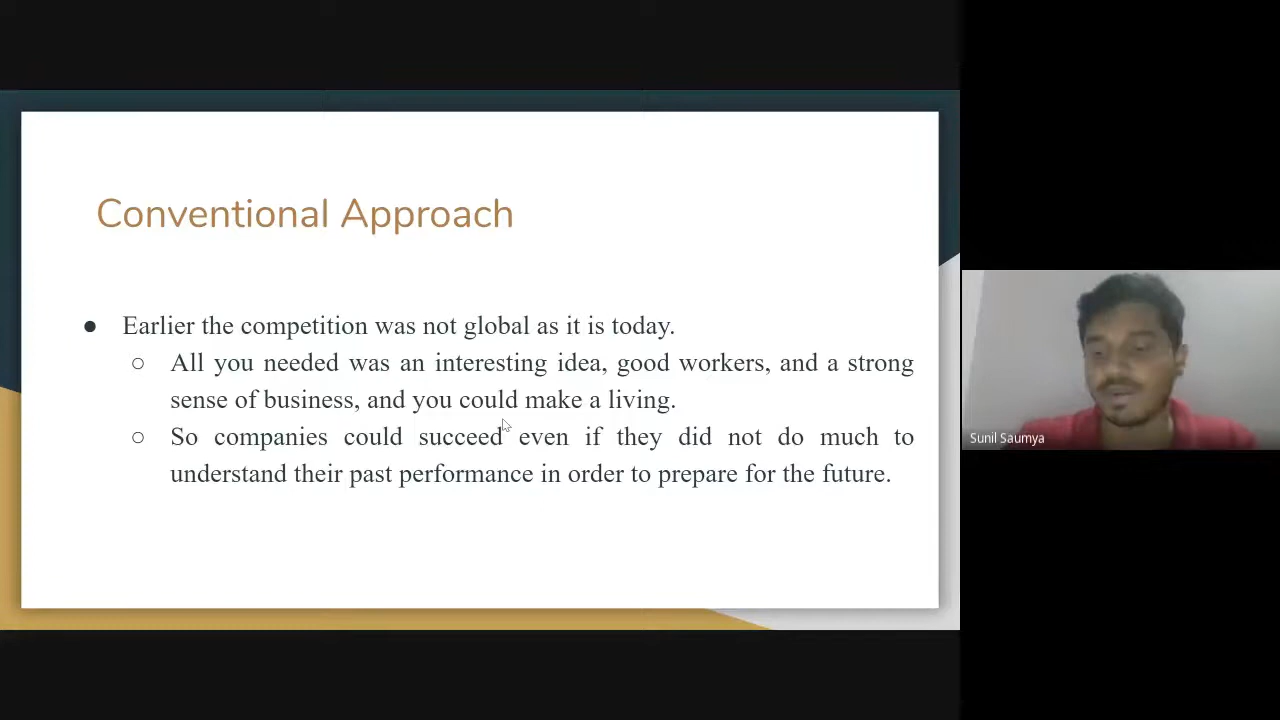 Conventional Approach
● Earlier the competition was not global as it is today.
○ All you needed was an interesting idea, good workers, and a strong
sense of business, and you could make a living.
○ So companies could succeed even if they did not do much to
understand their past performance in order to prepare for the future.
Sunil Saumya